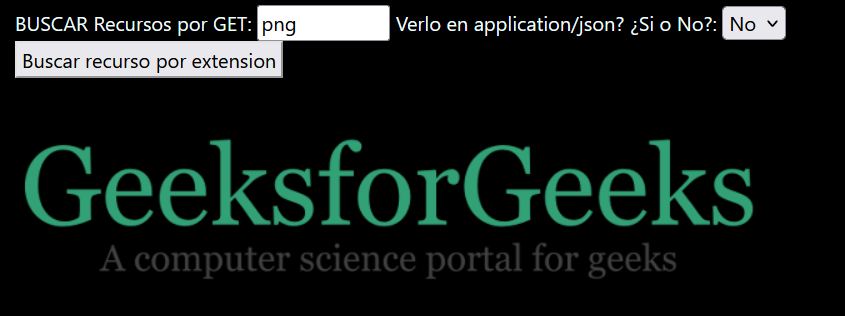 BUSCAR Recursos por GET: png Verlo en application/json? ¿Si o No?: No
Buscar recurso por extension
GeeksforGeeks
A computer science portal for geeks